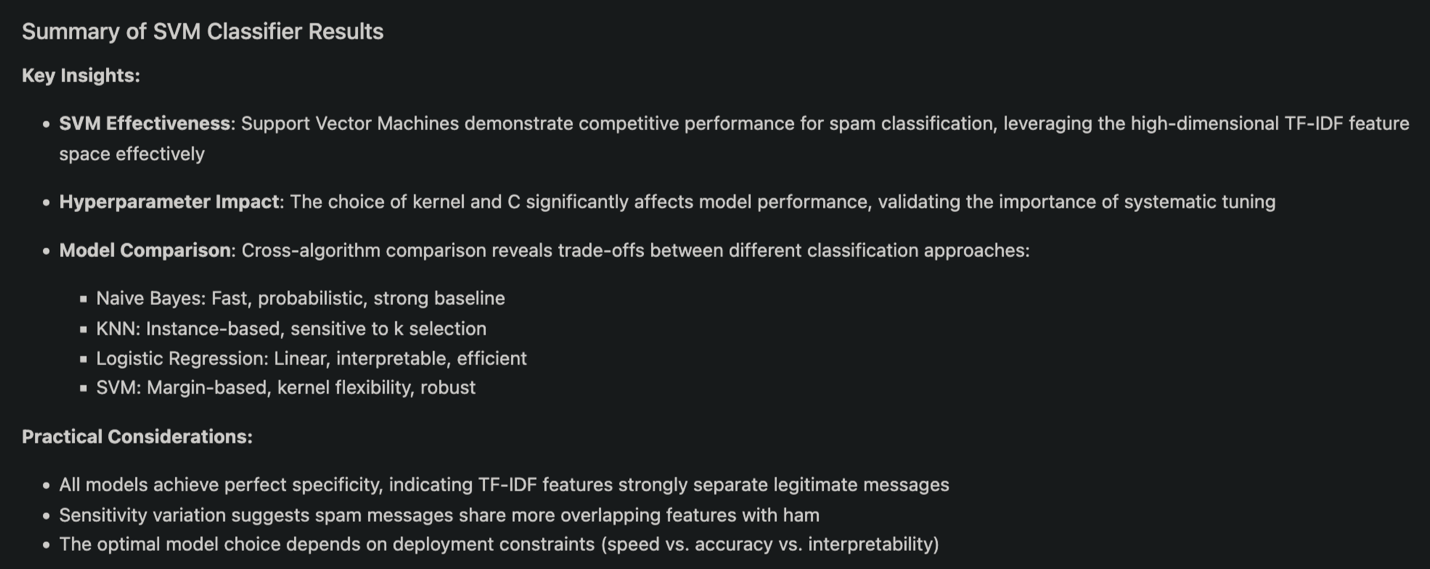 Summary of SVM Classifier Results
Key Insights:
• SVM Effectiveness: Support Vector Machines demonstrate competitive performance for spam classification, leveraging the high-dimensional TF-IDF feature
space effectively
• Hyperparameter Impact: The choice of kernel and C significantly affects model performance, validating the importance of systematic tuning
• Model Comparison: Cross-algorithm comparison reveals trade-offs between different classification approaches:
▪ Naive Bayes: Fast, probabilistic, strong baseline
▪ KNN: Instance-based, sensitive to k selection
▪ Logistic Regression: Linear, interpretable, efficient
▪ SVM: Margin-based, kernel flexibility, robust
Practical Considerations:
• All models achieve perfect specificity, indicating TF-IDF features strongly separate legitimate messages
• Sensitivity variation suggests spam messages share more overlapping features with ham
• The optimal model choice depends on deployment constraints (speed vs. accuracy vs. interpretability)